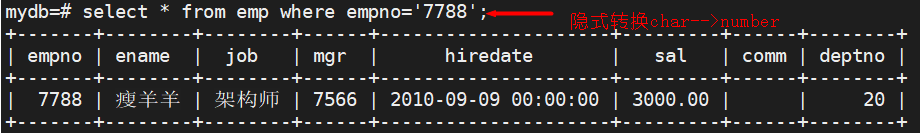 mydb=# select * from emp where empno='7788'; 隐式转换char-->number
+-------+--------+--------+------+---------------------+---------+------+--------+
| empno | ename | job | mgr | hiredate | sal | comm | deptno |
+-------+--------+--------+------+---------------------+---------+------+--------+
| 7788 | 瘦羊羊 | 架构师 | 7566 | 2010-09-09 00:00:00 | 3000.00 | | 20 |
+-------+--------+--------+------+---------------------+---------+------+--------+